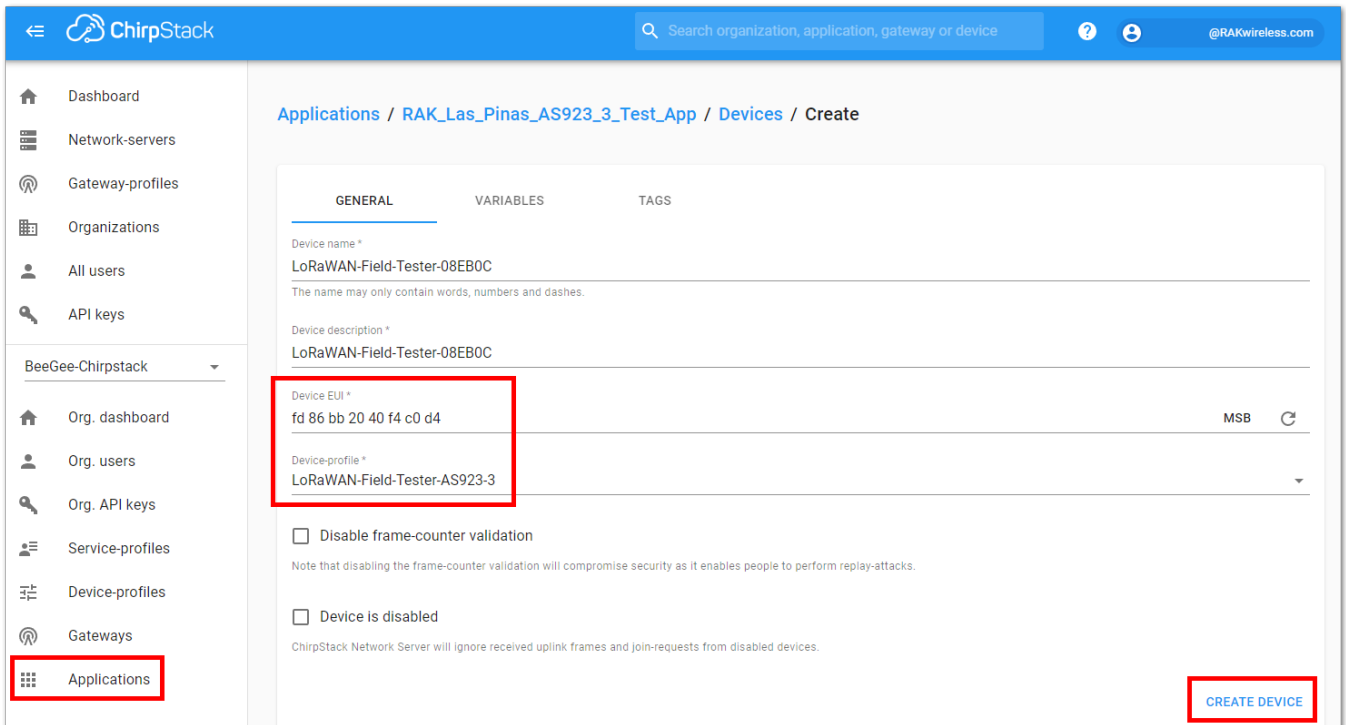 ChirpStack
Search organization, application, gateway or device
?
@RAKwireless.com
Dashboard
Network-servers
Gateway-profiles
Organizations
All users
API keys
BeeGee-Chirpstack
Org. dashboard
Org. users
Org. API keys
Service-profiles
Device-profiles
Gateways
Applications
Applications / RAK_Las_Pinas_AS923_3_Test_App / Devices / Create
GENERAL VARIABLES TAGS
Device name *
LoRaWAN-Field-Tester-08EB0C
The name may only contain words, numbers and dashes.
Device description *
LoRaWAN-Field-Tester-08EB0C
Device EUI *
fd 86 bb 20 40 f4 c0 d4 MSB
Device-profile *
LoRaWAN-Field-Tester-AS923-3
Disable frame-counter validation
Note that disabling the frame-counter validation will compromise security as it enables people to perform replay-attacks.
Device is disabled
ChirpStack Network Server will ignore received uplink frames and join-requests from disabled devices.
CREATE DEVICE